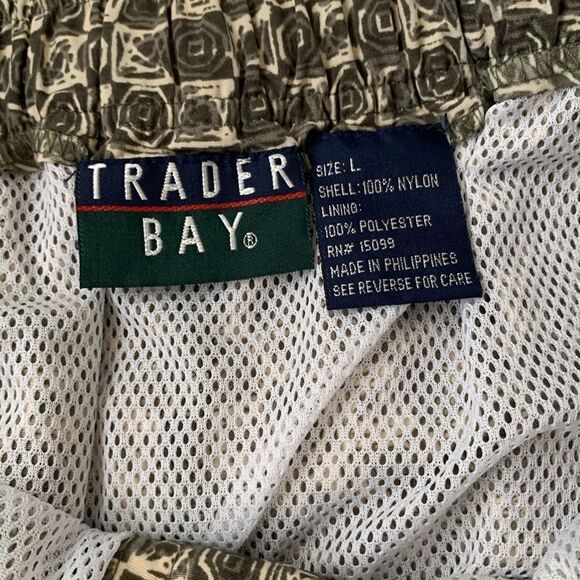 TRADER
BAY®
SIZE: L
SHELL: 100% NYLON
LINING:
100% POLYESTER
RN# 15099
MADE IN PHILIPPINES
SEE REVERSE FOR CARE